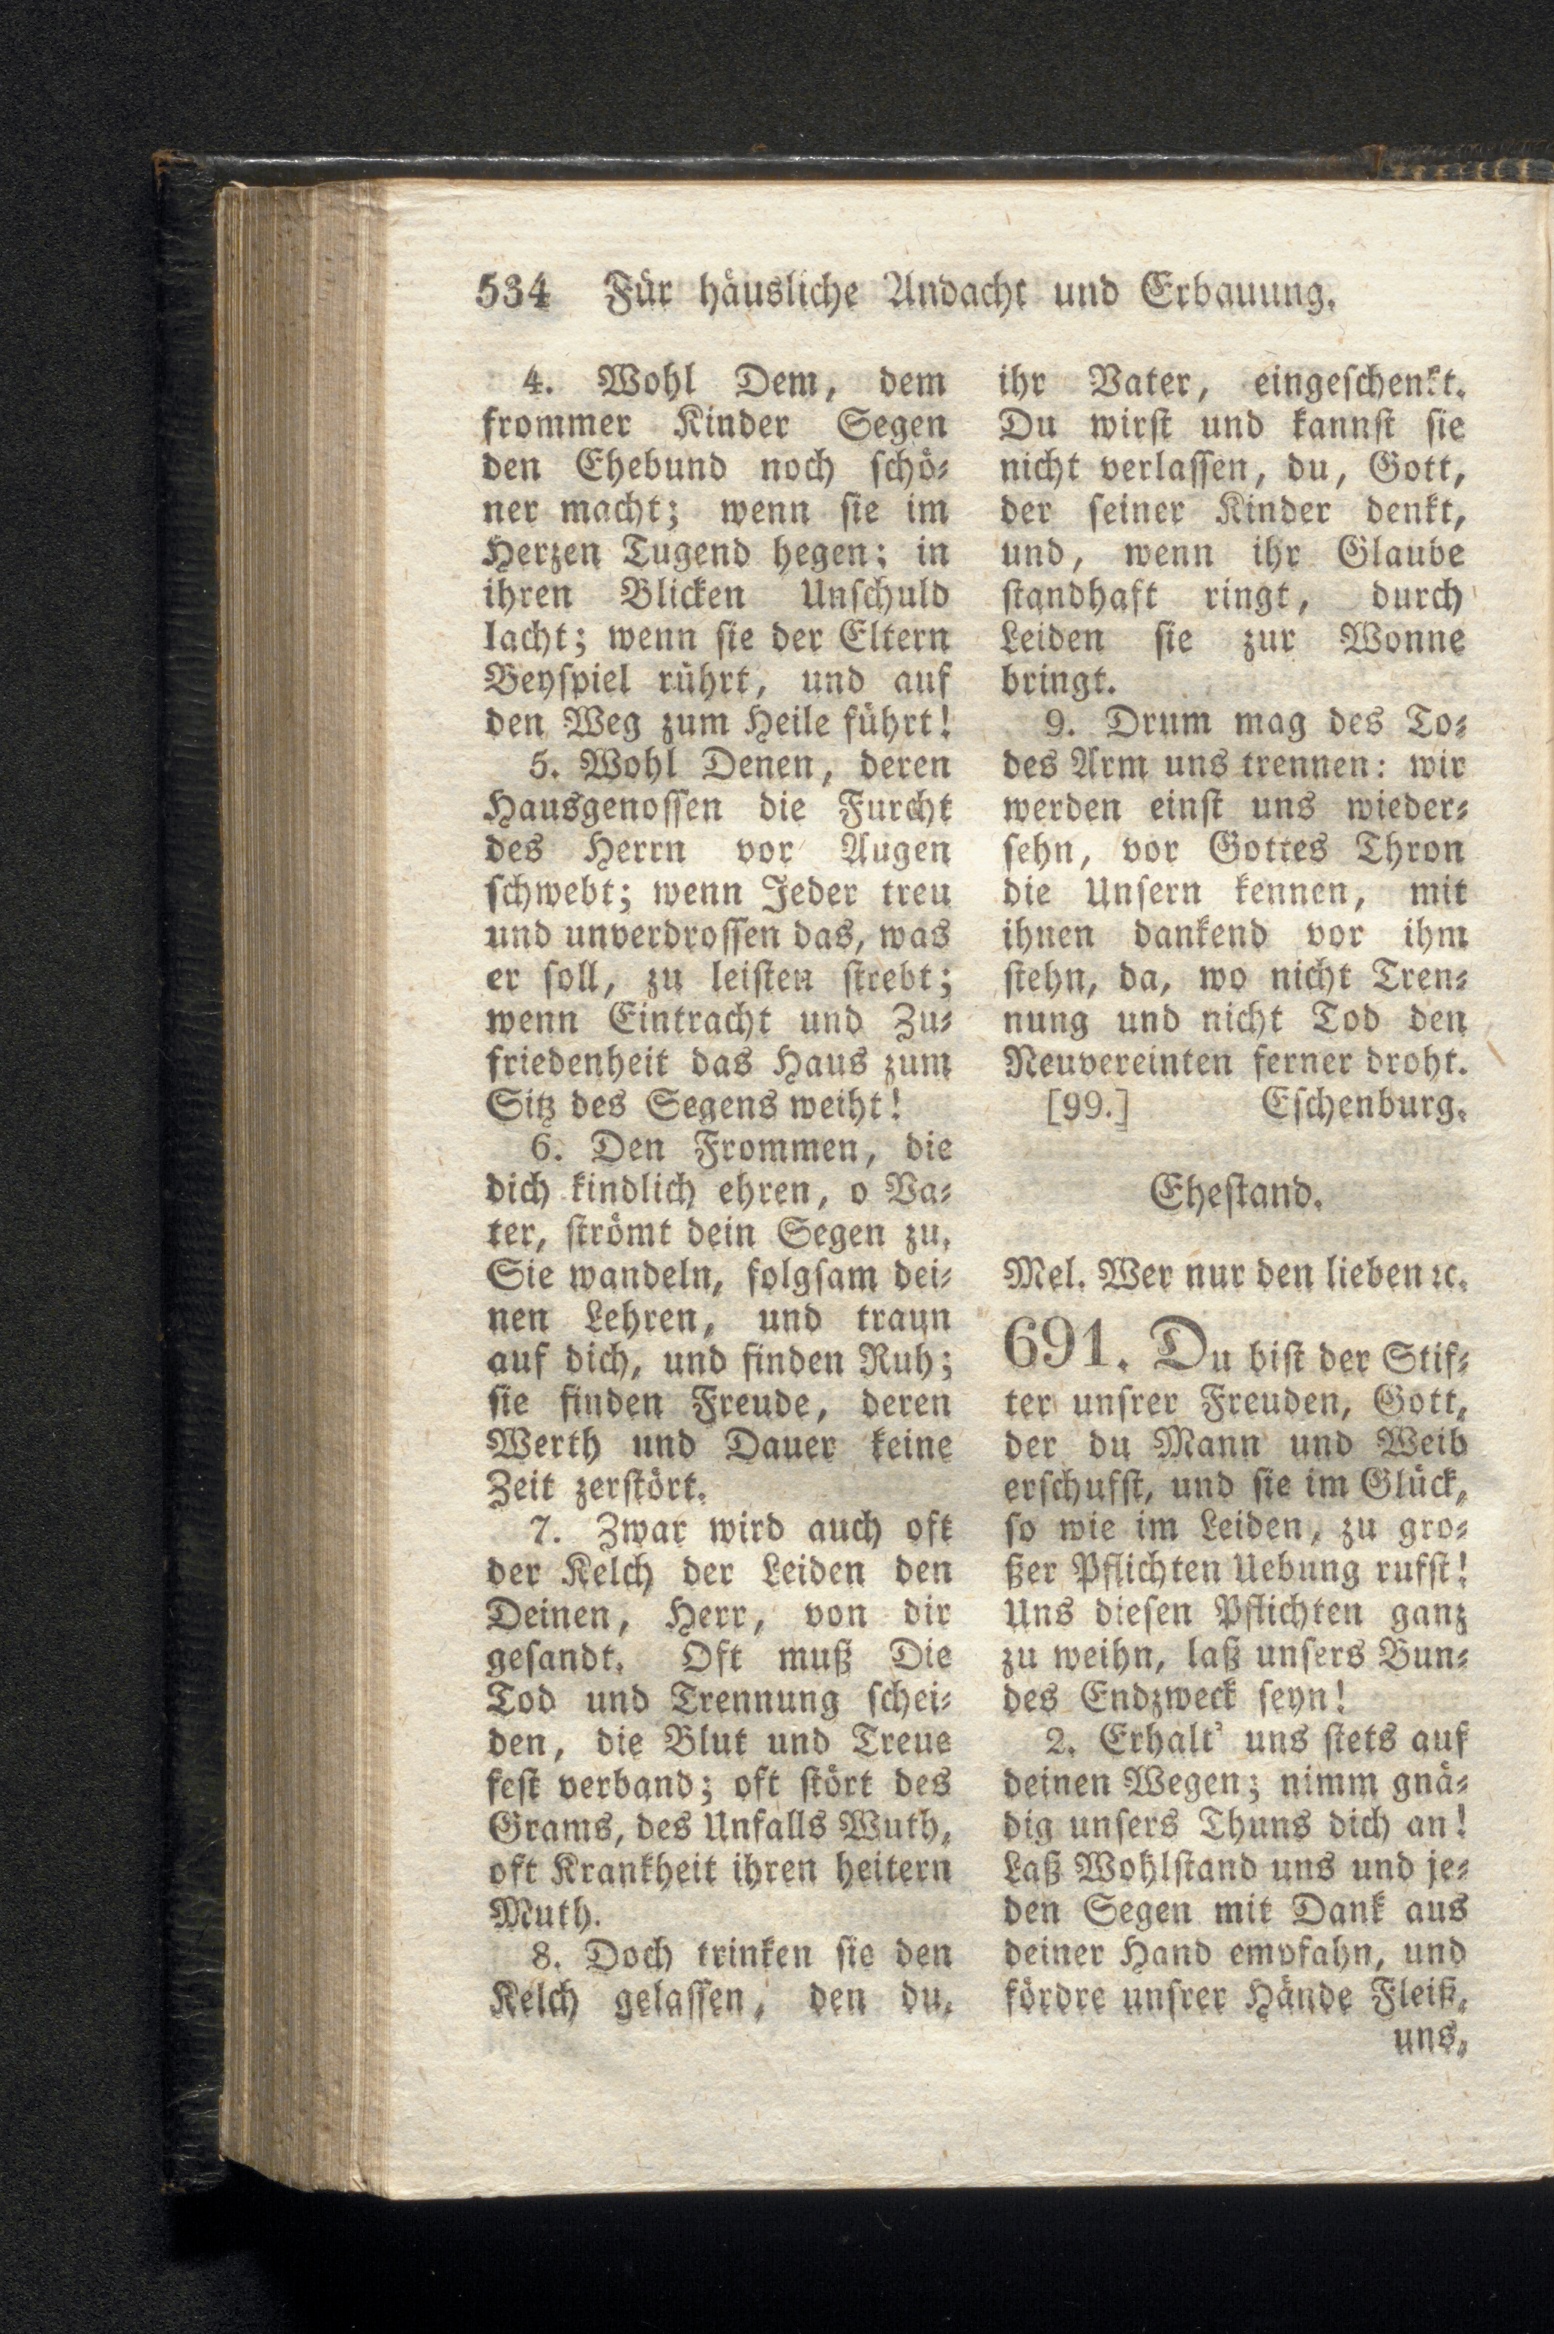 534 Für häusliche Andacht und Erbauung.
4. Wohl Dem, dem
frommer Kinder Segen
den Ehebund noch ſchö⸗
ner macht; wenn ſie im
Herzen Tugend hegen; in
ihren Blicken Unſchuld
lacht; wenn ſie der Eltern
Beyſpiel rührt, und auf
den Weg zum Heile führt!
5. Wohl Denen, deren
Hausgenoſſen die Furcht
des Herrn vor Augen
ſchwebt; wenn Jeder treu
und unverdroſſen das, was
er ſoll, zu leiſten ſtrebt;
wenn Eintracht und Zu⸗
friedenheit das Haus zum
Sitz des Segens weiht!
6. Den Frommen, die
dich kindlich ehren, o Va⸗
ter, ſtrömt dein Segen zu,
Sie wandeln, folgſam dei⸗
nen Lehren, und traun
auf dich, und finden Ruh;
ſie finden Freude, deren
Werth und Dauer keine
Zeit zerſtört.
7. Zwar wird auch oft
der Kelch der Leiden den
Deinen, Herr, von dir
geſandt. Oft muß Die
Tod und Trennung ſchei⸗
den, die Blut und Treue
feſt verband; oft ſtört des
Grams, des Unfalls Wuth,
oft Krankheit ihren heitern
Muth.
8. Doch trinken ſie den
Kelch gelaſſen, den du,
ihr Vater, eingeſchenkt.
Du wirſt und kannſt ſie
nicht verlaſſen, du, Gott,
der ſeiner Kinder denkt,
und, wenn ihr Glaube
ſtandhaft ringt, durch
Leiden ſie zur Wonne
bringt.
9. Drum mag des To⸗
des Arm uns trennen: wir
werden einſt uns wieder⸗
ſehn, vor Gottes Thron
die Unſern kennen, mit
ihnen dankend vor ihm
ſtehn, da, wo nicht Tren⸗
nung und nicht Tod den
Neuvereinten ferner droht.
[99.] Eſchenburg.
Eheſtand.
Mel. Wer nur den lieben ꝛc.
691. Du biſt der Stif⸗
ter unſrer Freuden, Gott,
der du Mann und Weib
erſchufſt, und ſie im Glück,
ſo wie im Leiden, zu gro⸗
ßer Pflichten Uebung rufſt!
Uns dieſen Pflichten ganz
zu weihn, laß unſers Bun⸗
des Endzweck ſeyn!
2. Erhalt' uns ſtets auf
deinen Wegen; nimm gnä⸗
dig unſers Thuns dich an!
Laß Wohlſtand uns und je⸗
den Segen mit Dank aus
deiner Hand empfahn, und
fördre unſrer Hände Fleiß,
uns,